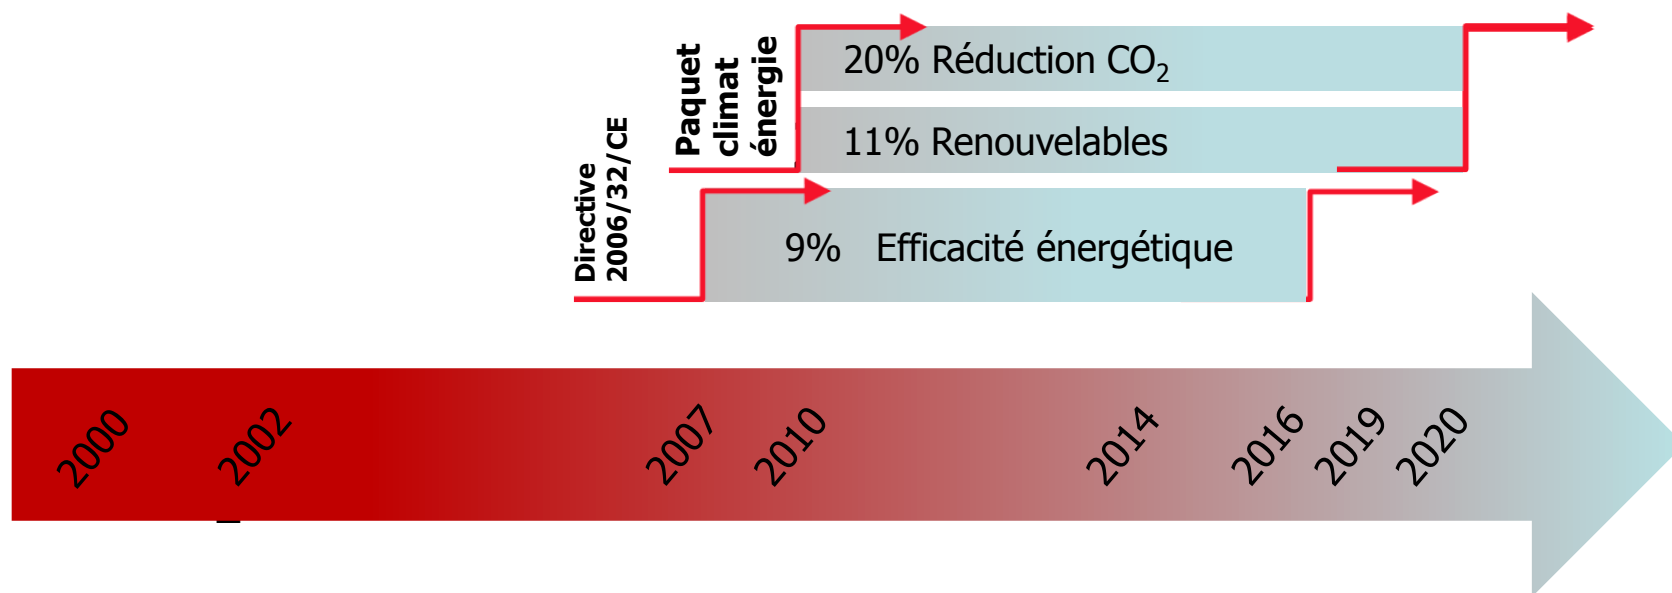 Paquet
climat
énergie
20% Réduction CO₂
11% Renouvelables
Directive
2006/32/CE
9% Efficacité énergétique
2000
2002
2007
2010
2014
2016
2019
2020